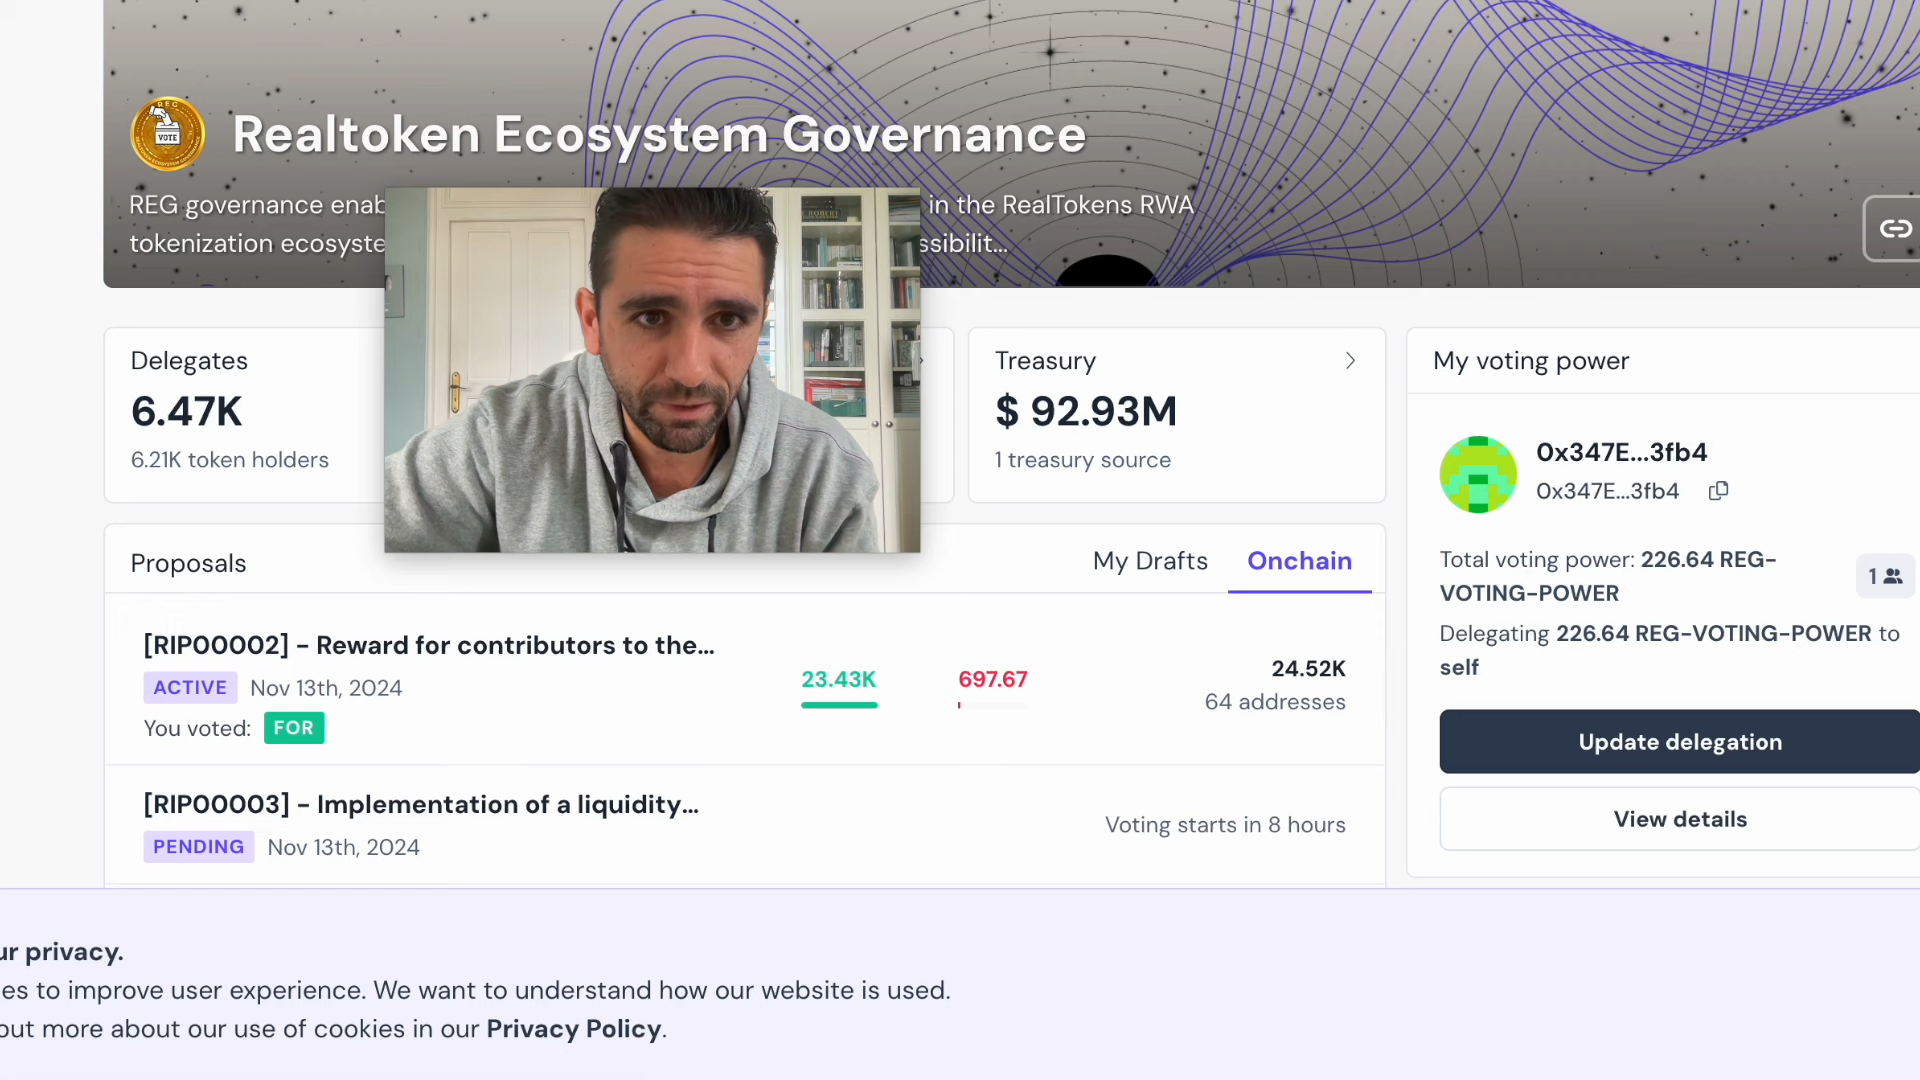 REG
VOTE
Realtoken Ecosystem Governance
REG governance enab in the RealTokens RWA
tokenization ecosyste ssibilit...
Delegates
6.47K
6.21K token holders
Treasury
$ 92.93M
1 treasury source
My voting power
0x347E...3fb4
0x347E...3fb4
Total voting power: 226.64 REG-
VOTING-POWER
1
Delegating 226.64 REG-VOTING-POWER to
self
Update delegation
View details
Proposals
My Drafts
Onchain
[RIP00002] - Reward for contributors to the...
ACTIVE Nov 13th, 2024
You voted: FOR
23.43K
697.67
24.52K
64 addresses
[RIP00003] - Implementation of a liquidity...
PENDING Nov 13th, 2024
Voting starts in 8 hours
ur privacy.
es to improve user experience. We want to understand how our website is used.
out more about our use of cookies in our Privacy Policy.